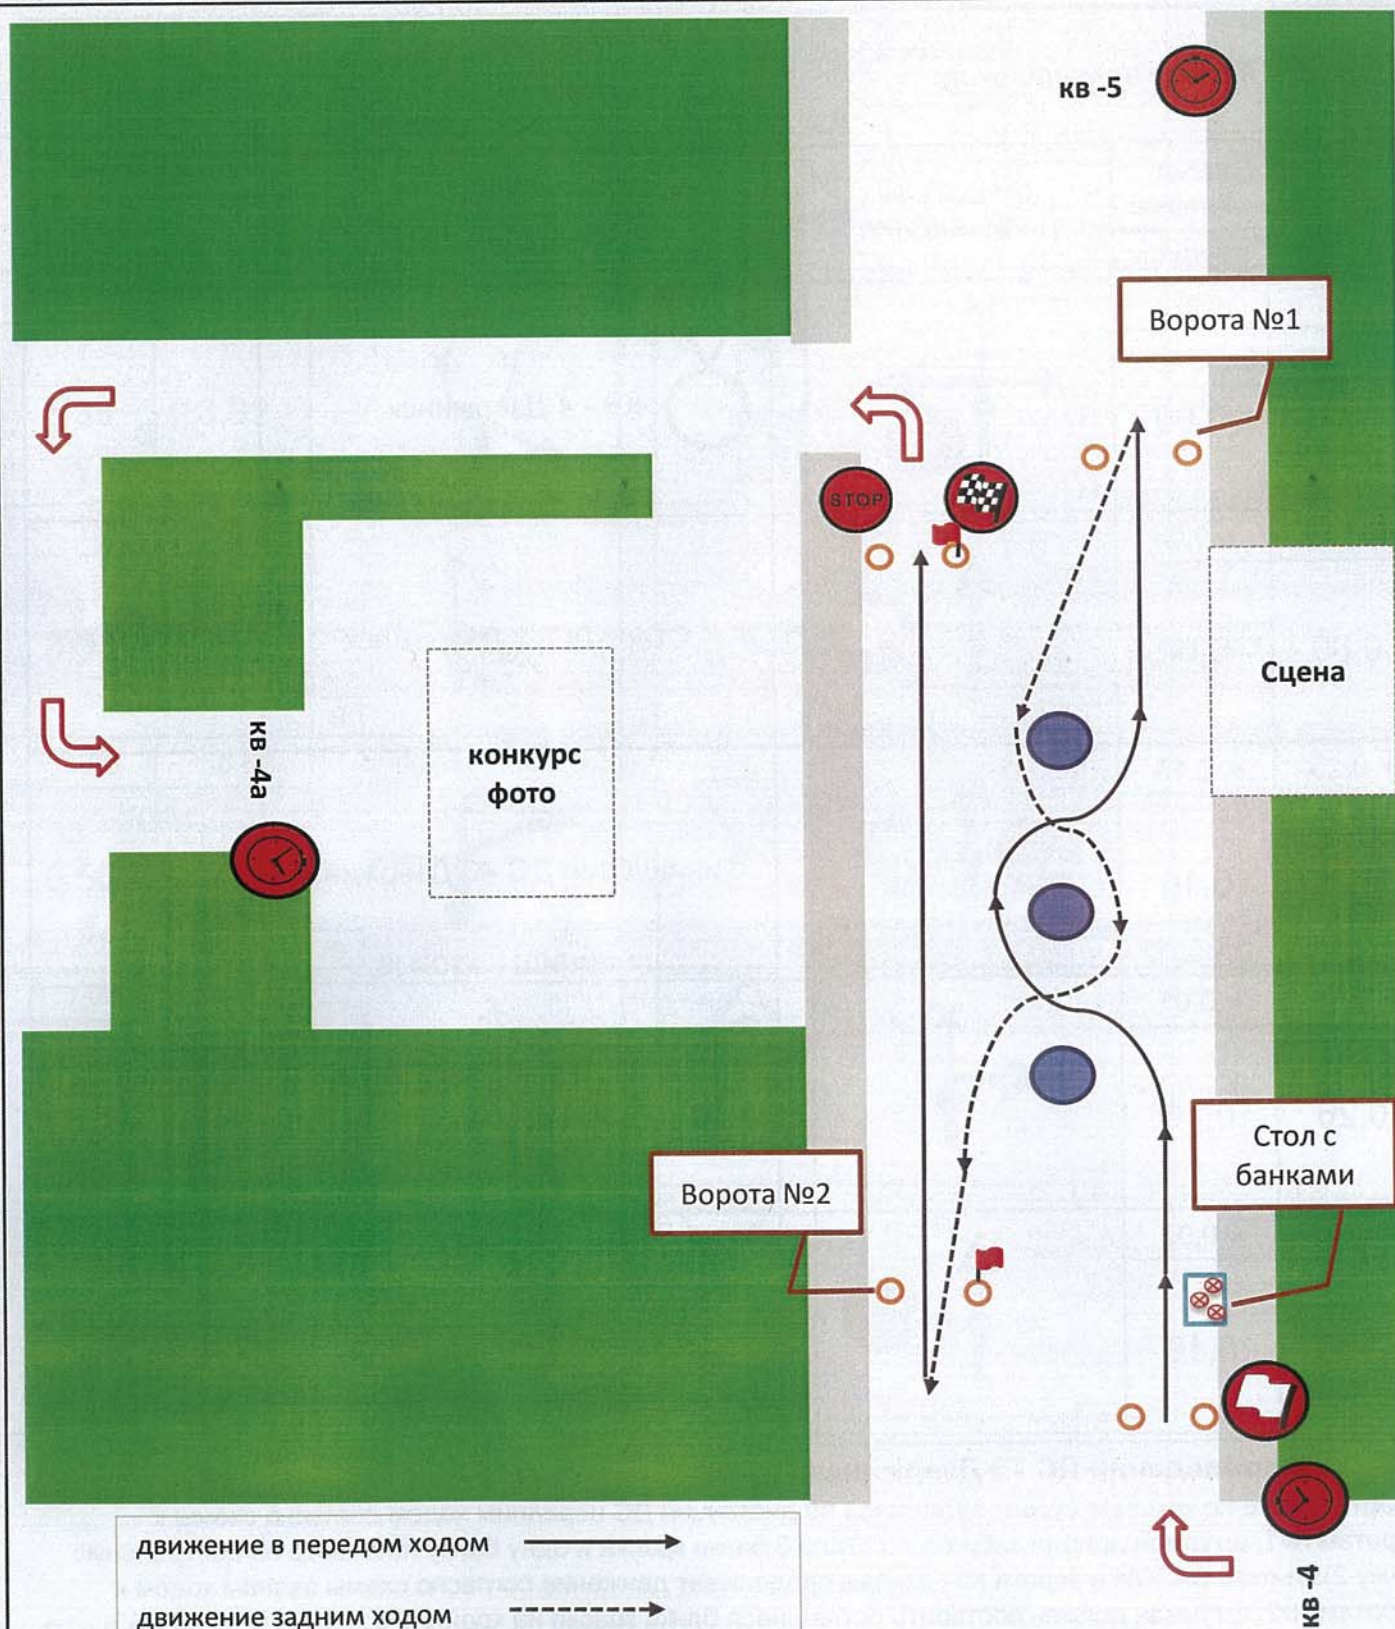 кв -5
Ворота №1
STOP
Сцена
кв -4а
конкурс
фото
Стол с
банками
Ворота №2
движение в передом ходом
движение задним ходом
кв -4